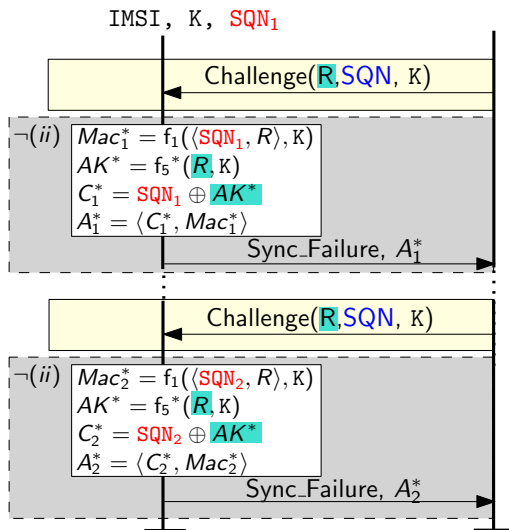 IMSI, K, SQN₁
Challenge(R,SQN, K)
¬(ii)
Mac₁* = f₁(⟨SQN₁, R⟩, K)
AK* = f₅*(R, K)
C₁* = SQN₁ ⊕ AK*
A₁* = ⟨C₁*, Mac₁*⟩
Sync_Failure, A₁*
Challenge(R,SQN, K)
¬(ii)
Mac₂* = f₁(⟨SQN₂, R⟩, K)
AK* = f₅*(R, K)
C₂* = SQN₂ ⊕ AK*
A₂* = ⟨C₂*, Mac₂*⟩
Sync_Failure, A₂*